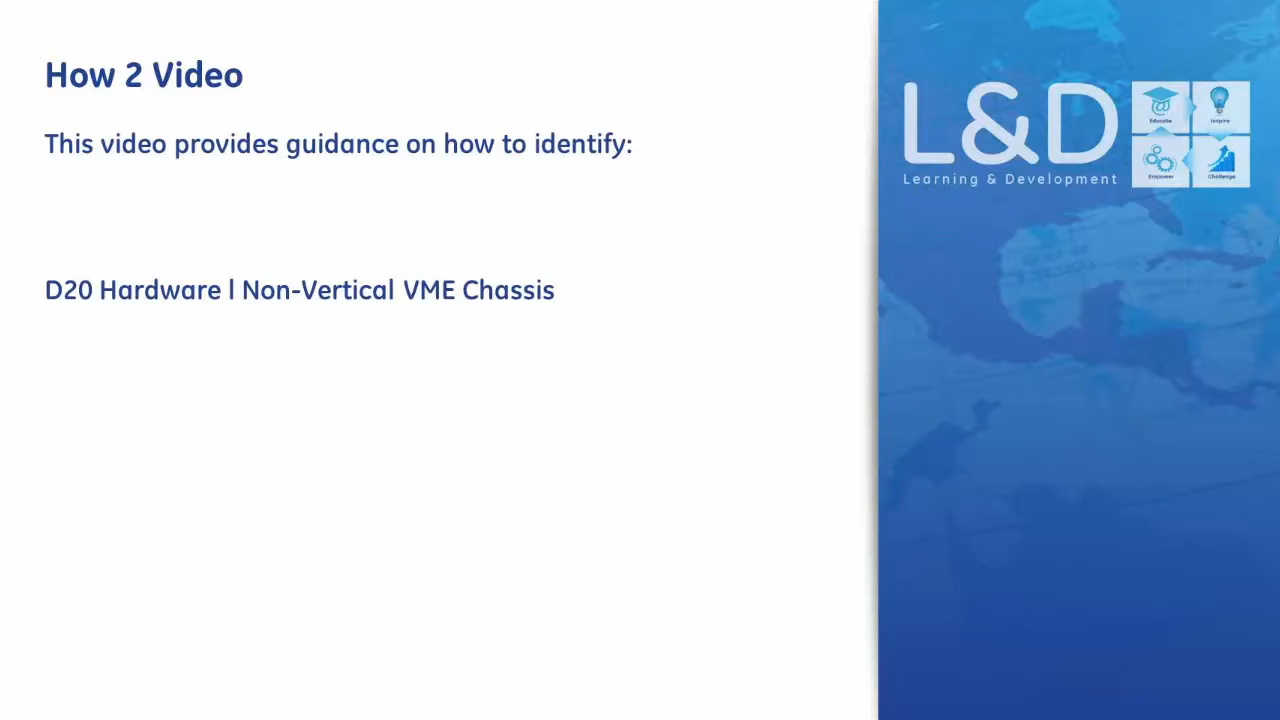 How 2 Video
This video provides guidance on how to identify:
D20 Hardware | Non-Vertical VME Chassis
L&D
Learning & Development
Educate
Inspire
Empower
Challenge